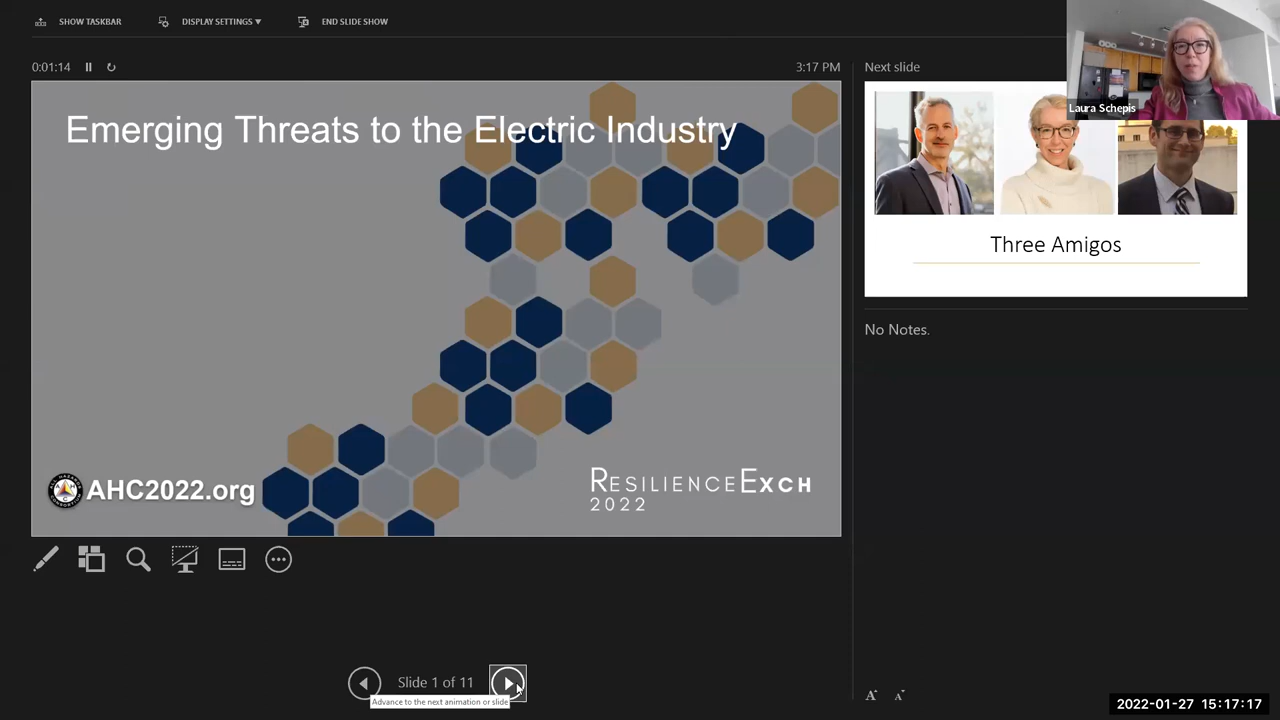 SHOW TASKBAR
DISPLAY SETTINGS ▼
END SLIDE SHOW
0:01:14
3:17 PM
Next slide
Laura Schepis
Emerging Threats to the Electric Industry
Three Amigos
No Notes.
AHC2022.org
RESILIENCEEXCH
2022
Slide 1 of 11
Advance to the next animation or slide
A
A
2022-01-27 15:17:17